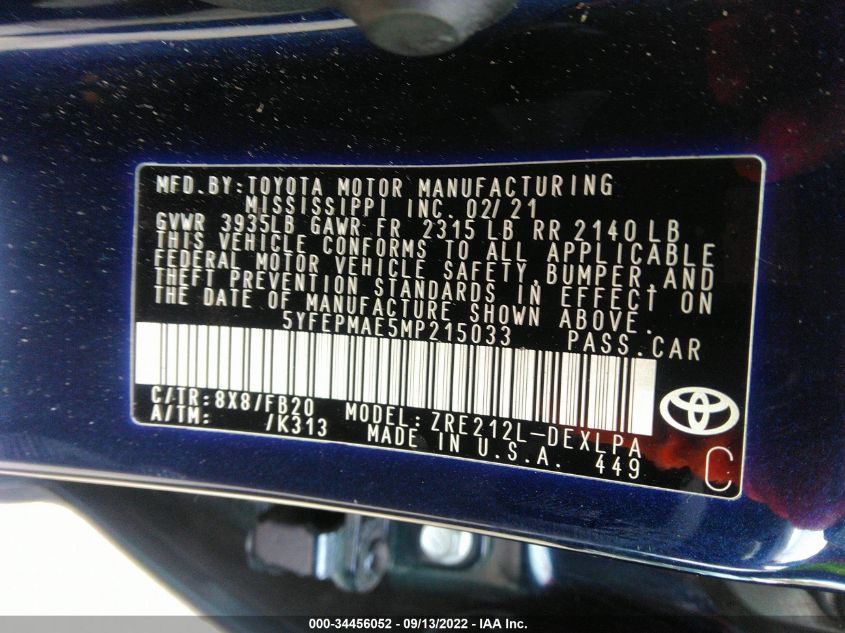 MFD.BY:TOYOTA MOTOR MANUFACTURING
MISSISSIPPI INC. 02/21
GVWR 3935LB GAWR FR 2315 LB RR 2140 LB
THIS VEHICLE CONFORMS TO ALL APPLICABLE
FEDERAL MOTOR VEHICLE SAFETY,BUMPER,AND
THEFT PREVENTION STANDARDS IN EFFECT ON
THE DATE OF MANUFACTURE SHOWN ABOVE.
5YFEPMAE5MP215033 PASS.CAR
C/TR:8X8/FB20 MODEL:ZRE212L-DEXLPA
A/TM: /K313 MADE IN U.S.A. 449
C
000-34456052 - 09/13/2022 - IAA Inc.